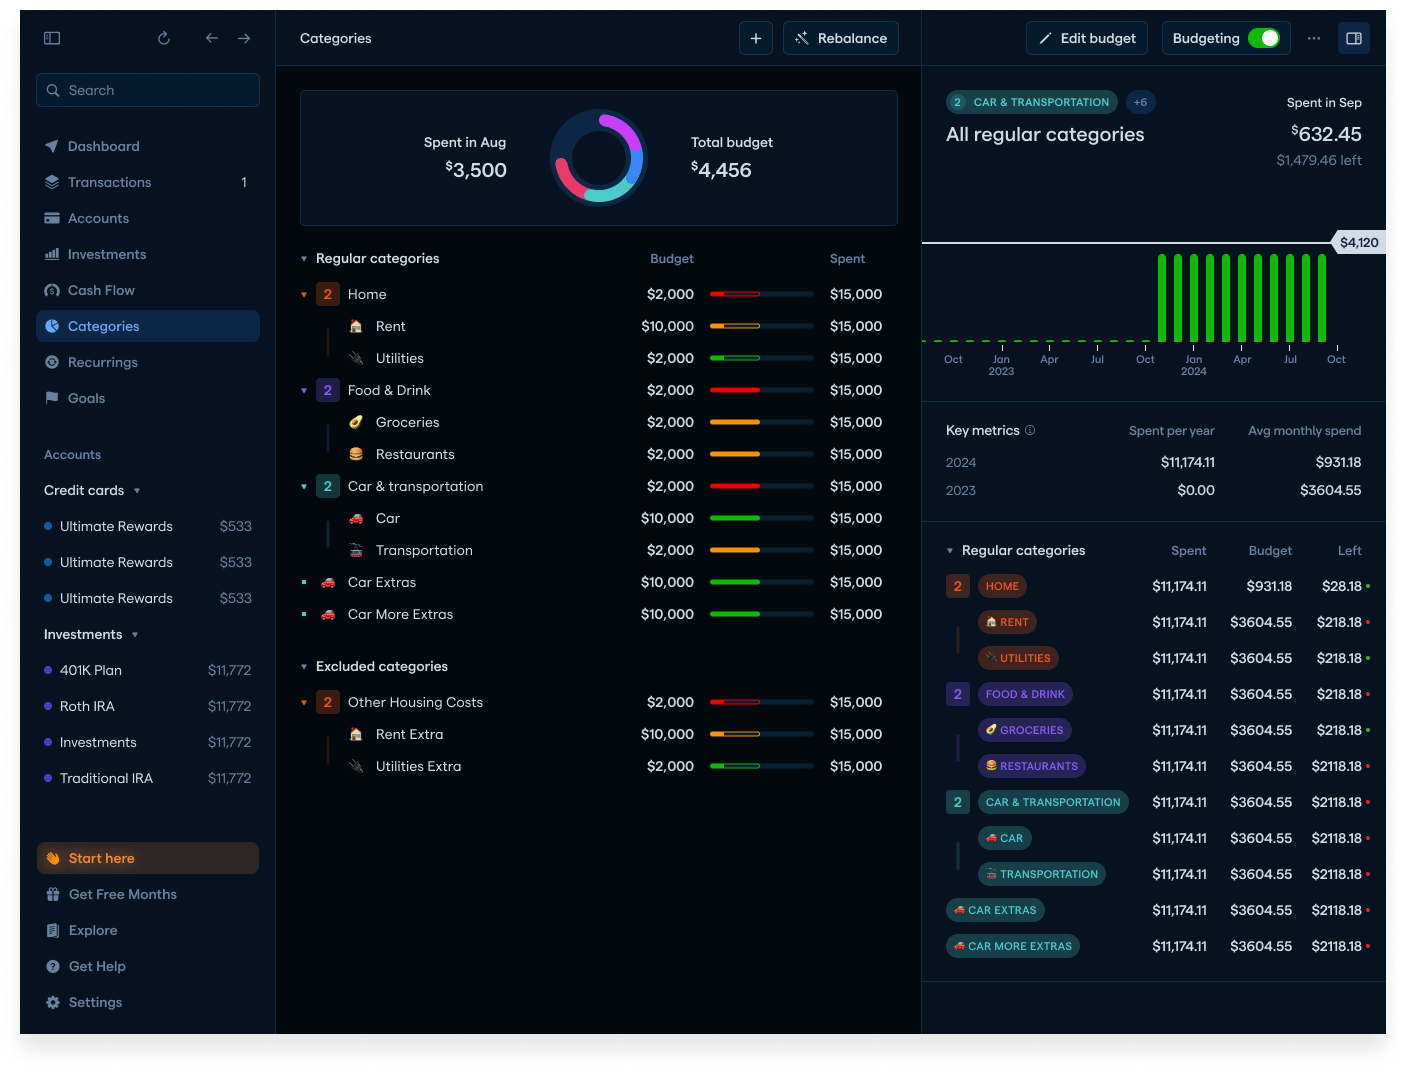 Search
Dashboard
Transactions 1
Accounts
Investments
Cash Flow
Categories
Recurrings
Goals
Accounts
Credit cards
Ultimate Rewards $533
Ultimate Rewards $533
Ultimate Rewards $533
Investments
401K Plan $11,772
Roth IRA $11,772
Investments $11,772
Traditional IRA $11,772
Start here
Get Free Months
Explore
Get Help
Settings
Categories
+ Rebalance
Spent in Aug
$3,500
Total budget
$4,456
Regular categories Budget Spent
2 Home $2,000 $15,000
Rent $10,000 $15,000
Utilities $2,000 $15,000
2 Food & Drink $2,000 $15,000
Groceries $2,000 $15,000
Restaurants $2,000 $15,000
2 Car & transportation $2,000 $15,000
Car $10,000 $15,000
Transportation $2,000 $15,000
Car Extras $10,000 $15,000
Car More Extras $10,000 $15,000
Excluded categories
2 Other Housing Costs $2,000 $15,000
Rent Extra $10,000 $15,000
Utilities Extra $2,000 $15,000
Edit budget Budgeting
2 CAR & TRANSPORTATION +6 Spent in Sep
All regular categories $632.45
$1,479.46 left
$4,120
Oct Jan Apr Jul Oct Jan Apr Jul Oct
2023 2024
Key metrics Spent per year Avg monthly spend
2024 $11,174.11 $931.18
2023 $0.00 $3604.55
Regular categories Spent Budget Left
2 HOME $11,174.11 $931.18 $28.18
RENT $11,174.11 $3604.55 $218.18
UTILITIES $11,174.11 $3604.55 $218.18
2 FOOD & DRINK $11,174.11 $3604.55 $218.18
GROCERIES $11,174.11 $3604.55 $218.18
RESTAURANTS $11,174.11 $3604.55 $2118.18
2 CAR & TRANSPORTATION $11,174.11 $3604.55 $2118.18
CAR $11,174.11 $3604.55 $2118.18
TRANSPORTATION $11,174.11 $3604.55 $2118.18
CAR EXTRAS $11,174.11 $3604.55 $2118.18
CAR MORE EXTRAS $11,174.11 $3604.55 $2118.18